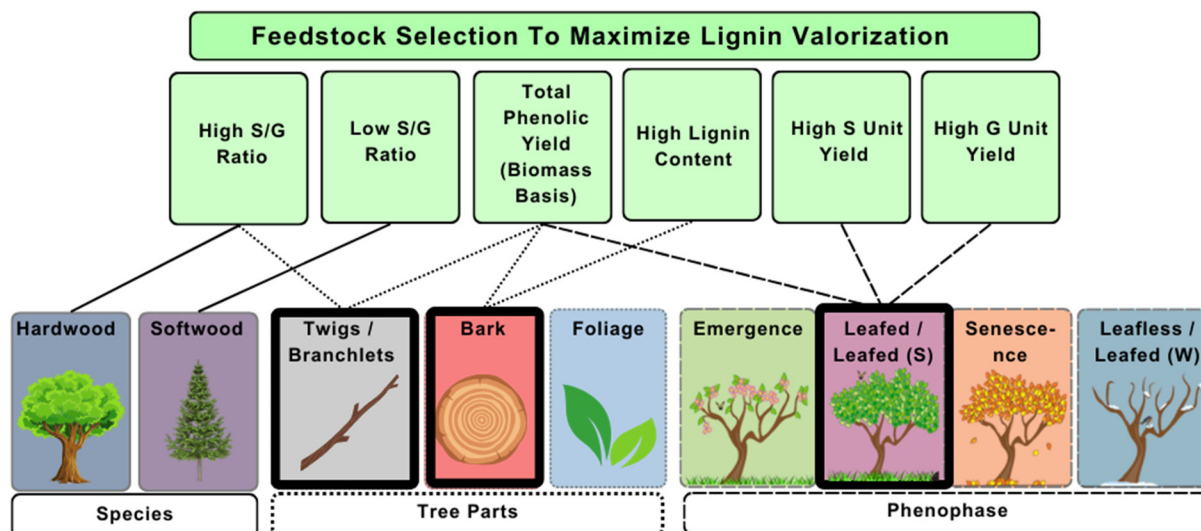 Feedstock Selection To Maximize Lignin Valorization
High S/G
Ratio
Low S/G
Ratio
Total
Phenolic
Yield
(Biomass
Basis)
High Lignin
Content
High S Unit
Yield
High G Unit
Yield
Hardwood
Softwood
Twigs /
Branchlets
Bark
Foliage
Emergence
Leafed /
Leafed (S)
Senesce-
nce
Leafless /
Leafed (W)
Species
Tree Parts
Phenophase